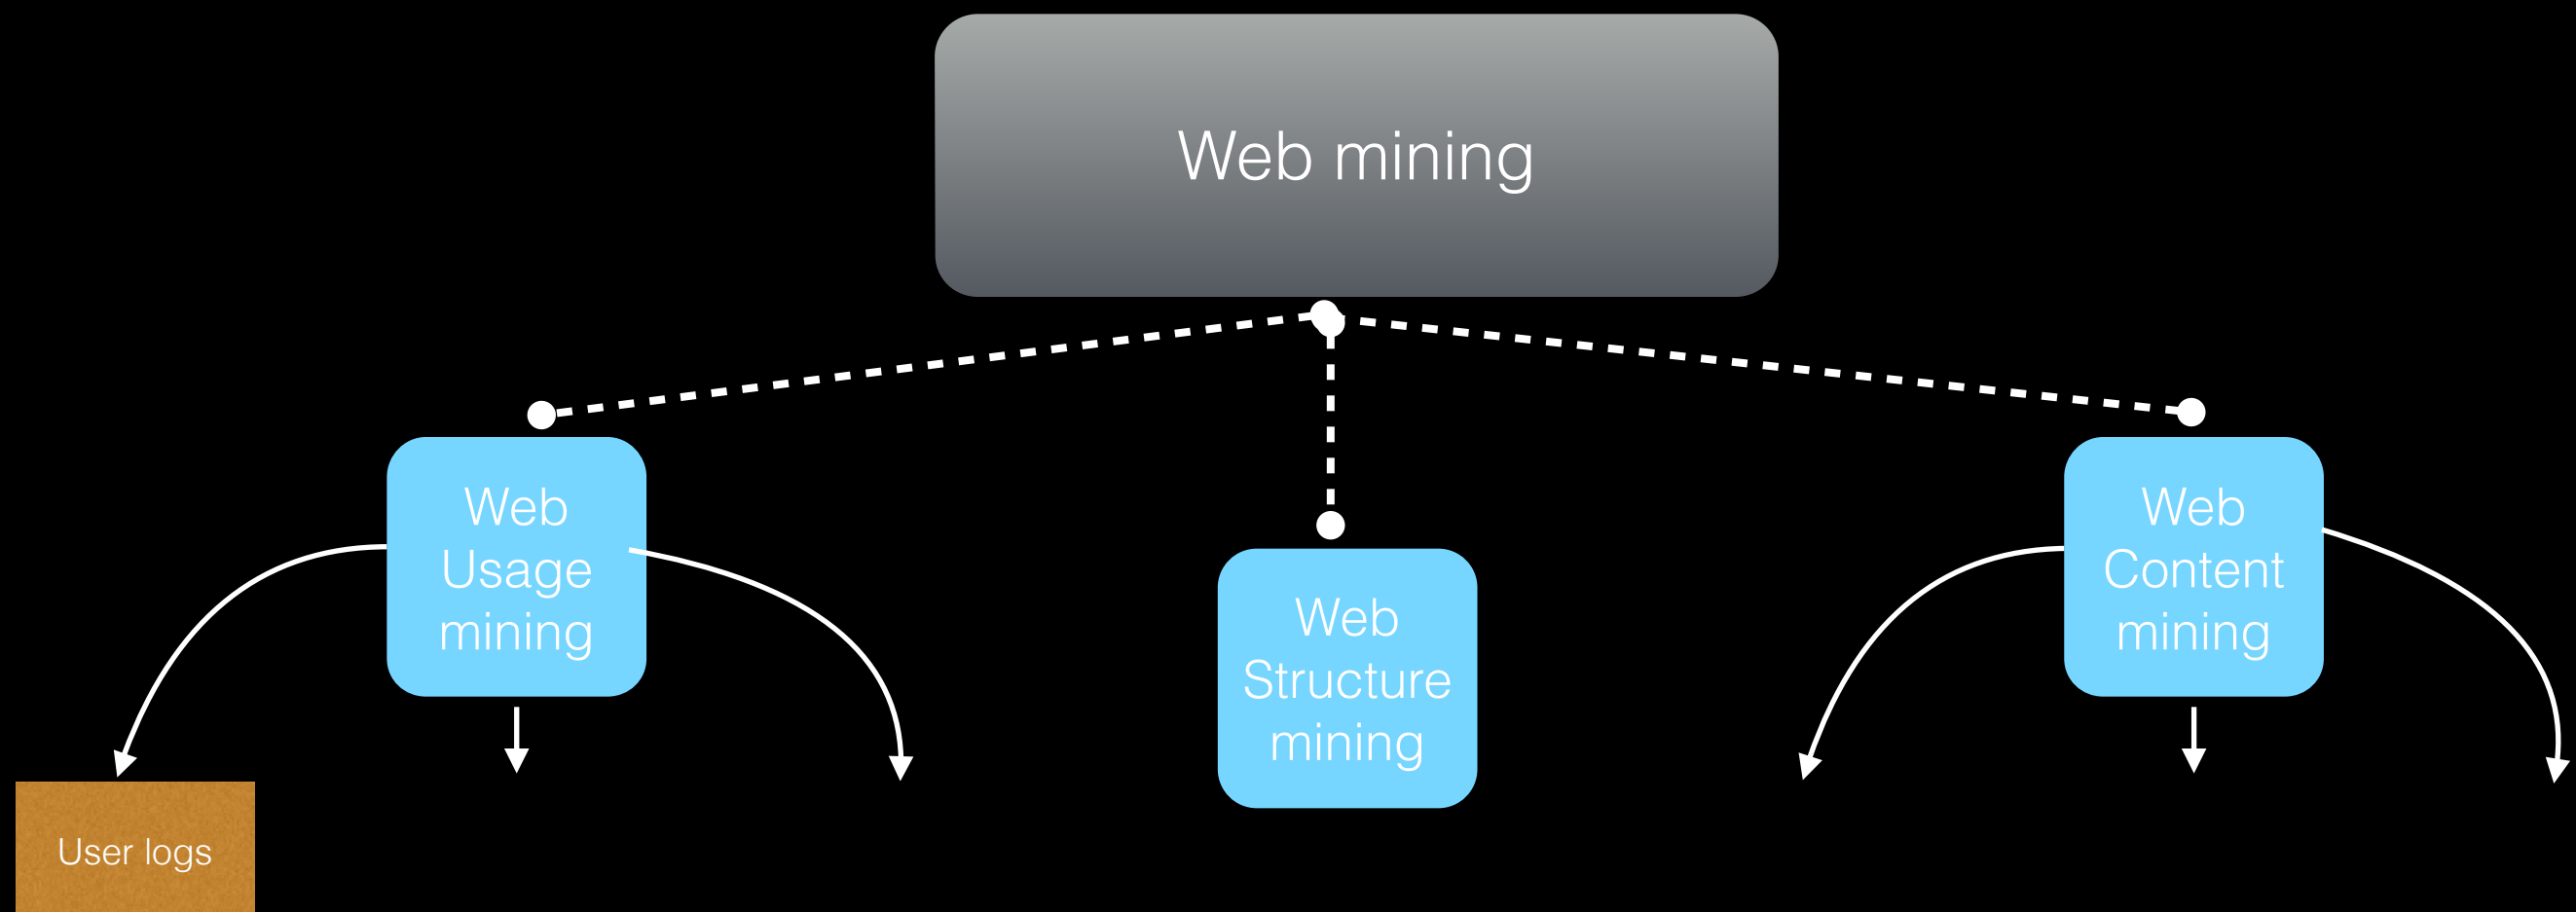 Web mining
Web
Usage
mining
Web
Structure
mining
Web
Content
mining
User logs